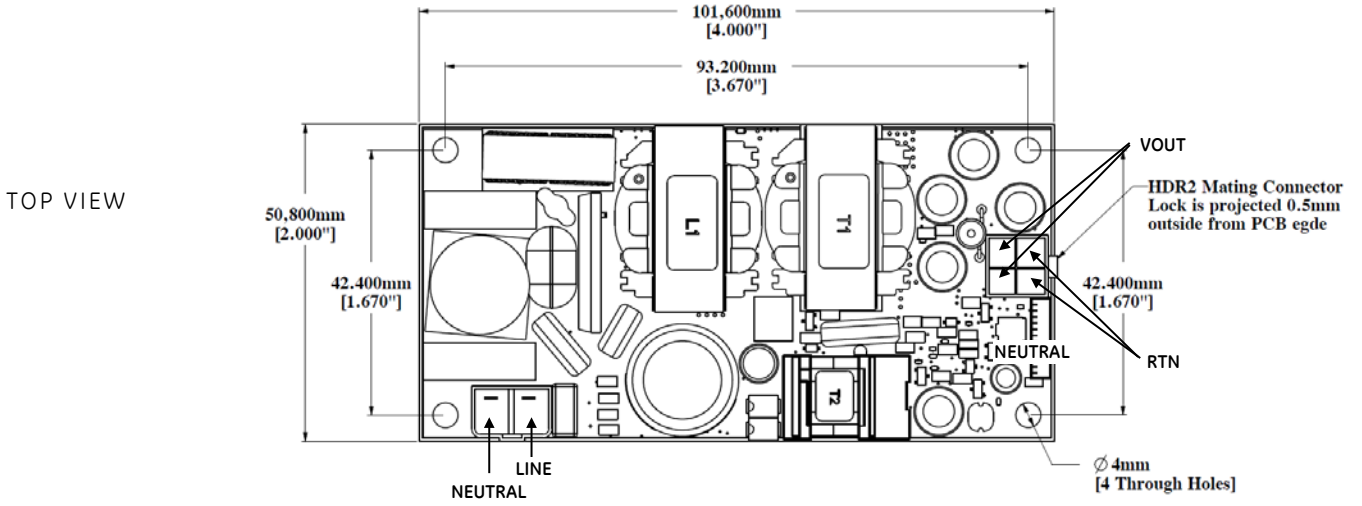 101,600mm
[4.000"]
93.200mm
[3.670"]
TOP VIEW
50,800mm
[2.000"]
42.400mm
[1.670"]
L1
T1
VOUT
HDR2 Mating Connector
Lock is projected 0.5mm
outside from PCB egde
42.400mm
[1.670"]
NEUTRAL
RTN
T2
LINE
NEUTRAL
Ø 4mm
[4 Through Holes]